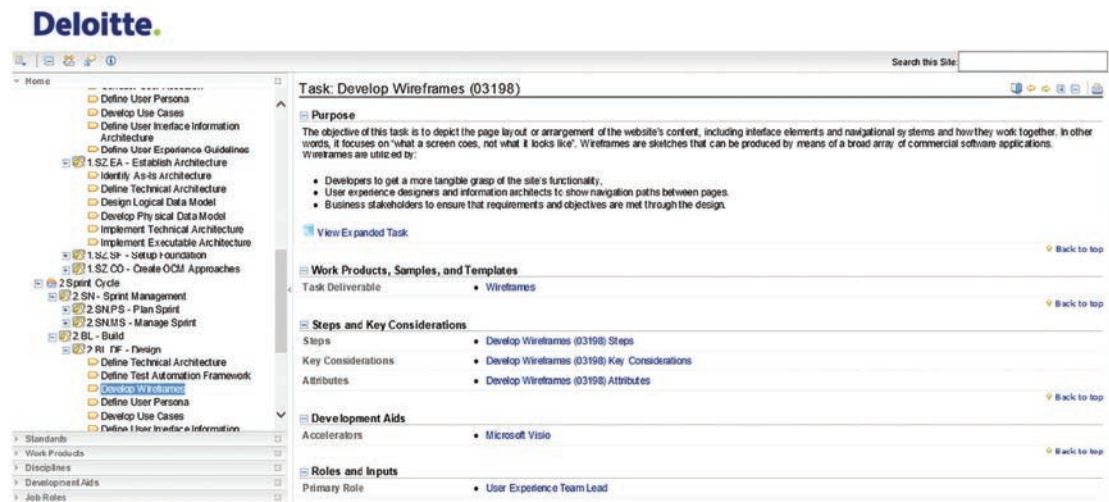 Deloitte.
Search this Site:
Home
Define User Persona
Develop Use Cases
Define User Interface Information
Architecture
Define User Experience Guidelines
1.SZ.EA - Establish Architecture
Identify As-Is Architecture
Define Technical Architecture
Design Logical Data Model
Develop Physical Data Model
Implement Technical Architecture
Implement Executable Architecture
1.SZ.SF - Setup Foundation
1.SZ.CO - Create OCM Approaches
2 Sprint Cycle
2.SN - Sprint Management
2.SN.PS - Plan Sprint
2.SN.MS - Manage Sprint
2.BL - Build
2.BL.DE - Design
Define Technical Architecture
Define Test Automation Framework
Develop Wireframes
Define User Persona
Develop Use Cases
Define User Interface Information
Standards
Work Products
Disciplines
Development Aids
Job Roles
Task: Develop Wireframes (03198)
Purpose
The objective of this task is to depict the page layout or arrangement of the website's content, including interface elements and navigational systems and how they work together. In other
words, it focuses on "what a screen coes, not what it looks like". Wireframes are sketches that can be produced by means of a broad array of commercial software applications.
Wireframes are utilized by:
• Developers to get a more tangible grasp of the site's functionality,
• User experience designers and information architects to show navigation paths between pages.
• Business stakeholders to ensure that requirements and objectives are met through the design.
View Expanded Task
Back to top
Work Products, Samples, and Templates
Task Deliverable • Wireframes
Back to top
Steps and Key Considerations
Steps • Develop Wireframes (03198) Steps
Key Considerations • Develop Wireframes (03198) Key Considerations
Attributes • Develop Wireframes (03198) Attributes
Back to top
Development Aids
Accelerators • Microsoft Visio
Back to top
Roles and Inputs
Primary Role • User Experience Team Lead